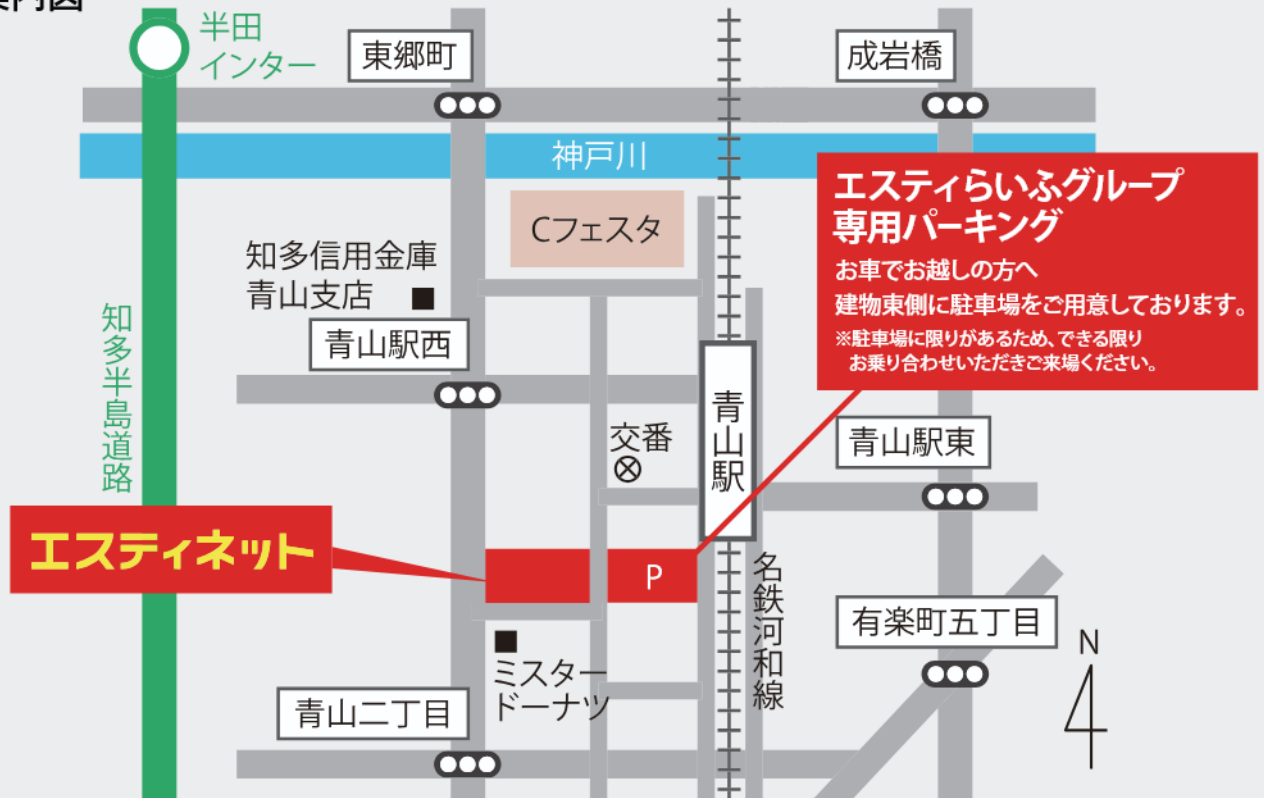 案内図
半田
インター
東郷町
成岩橋
神戸川
エスティらいふグループ
専用パーキング
お車でお越しの方へ
建物東側に駐車場をご用意しております。
※駐車場に限りがあるため、できる限り
お乗り合わせいただきご来場ください。
Cフェスタ
知多信用金庫
青山支店
青山駅西
知多半島道路
青山駅
交番
青山駅東
エスティネット
P
名鉄河和線
有楽町五丁目
N
ミスター
ドーナツ
青山二丁目